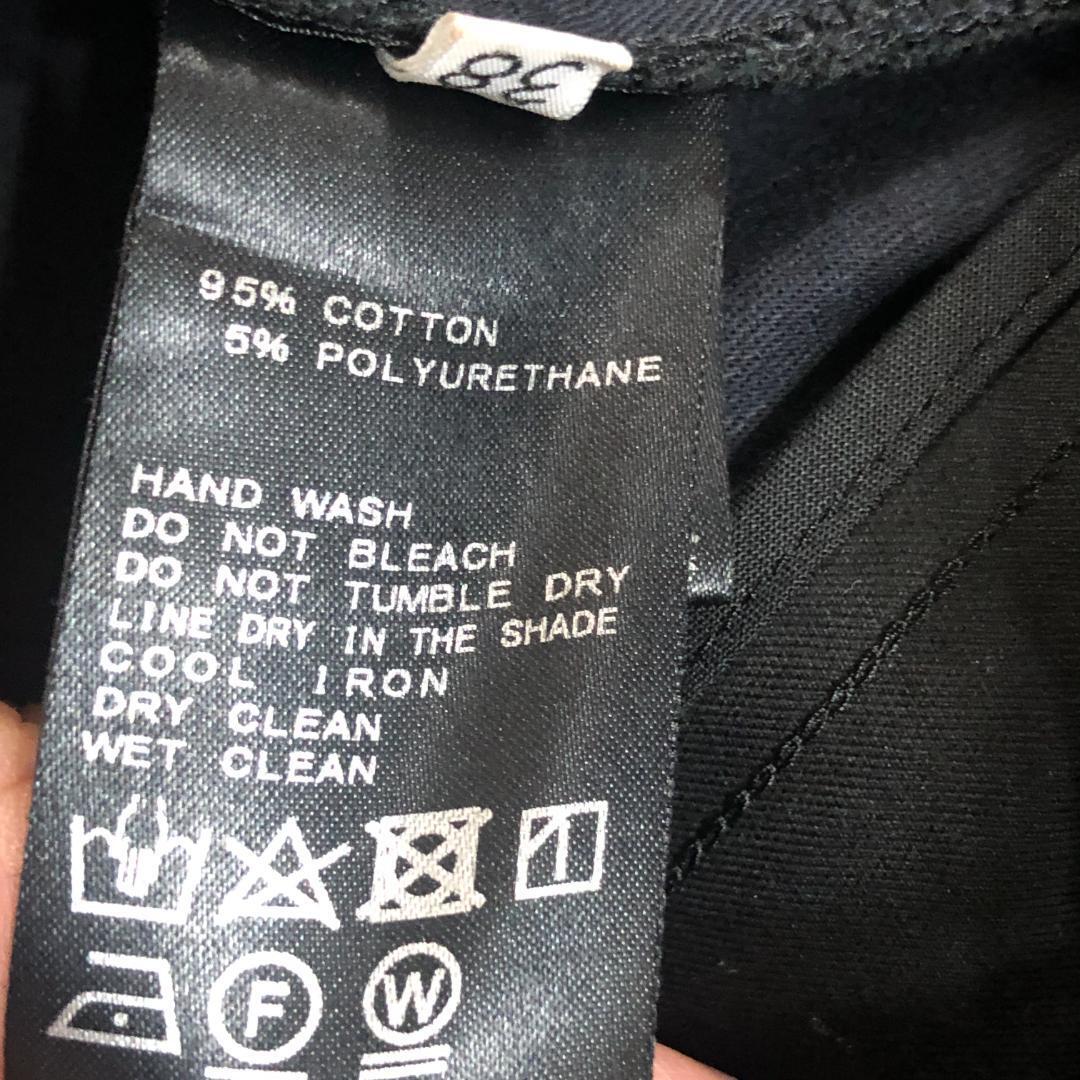 38
95% COTTON
5% POLYURETHANE
HAND WASH
DO NOT BLEACH
DO NOT TUMBLE DRY
LINE DRY IN THE SHADE
COOL IRON
DRY CLEAN
WET CLEAN
F
W